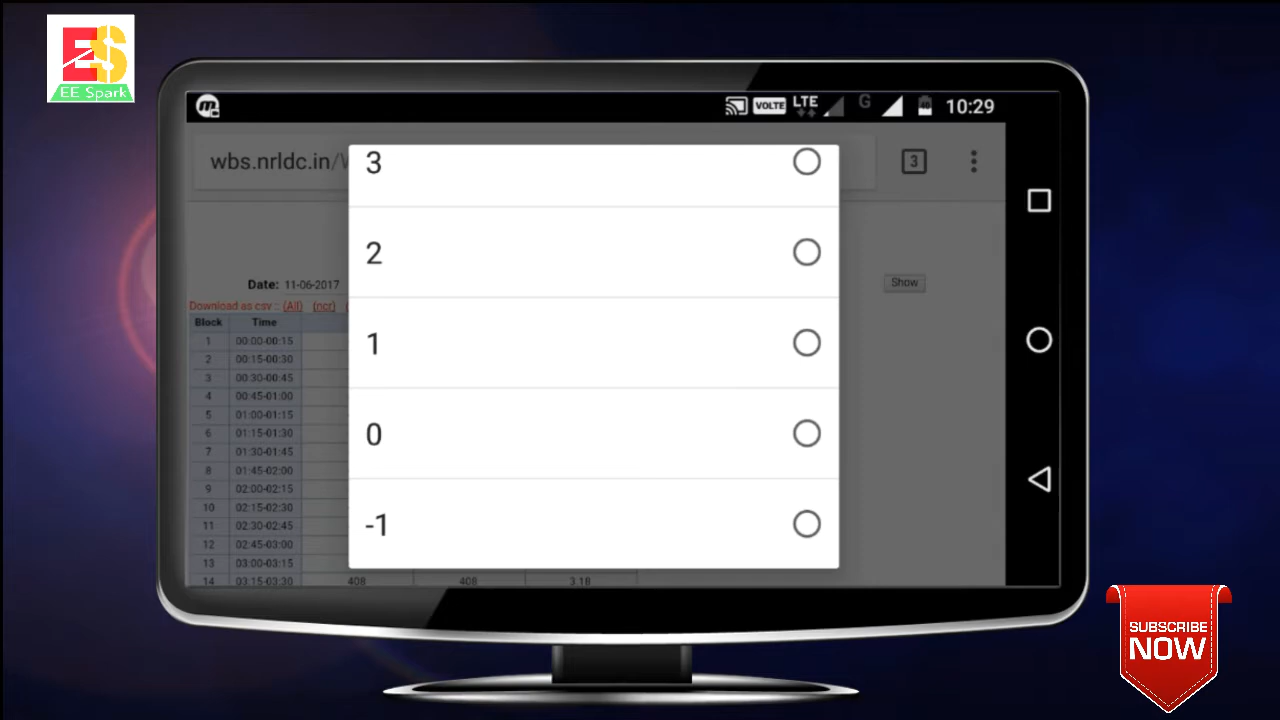 ES
EE Spark
VOLTE LTE G 10:29
wbs.nrldc.in/
3
3
2
1
0
-1
Date: 11-06-2017
Show
Download as csv :: (All) (ncr)
Block Time
1 00:00-00:15
2 00:15-00:30
3 00:30-00:45
4 00:45-01:00
5 01:00-01:15
6 01:15-01:30
7 01:30-01:45
8 01:45-02:00
9 02:00-02:15
10 02:15-02:30
11 02:30-02:45
12 02:45-03:00
13 03:00-03:15
14 03:15-03:30 408 408 3.18
SUBSCRIBE
NOW